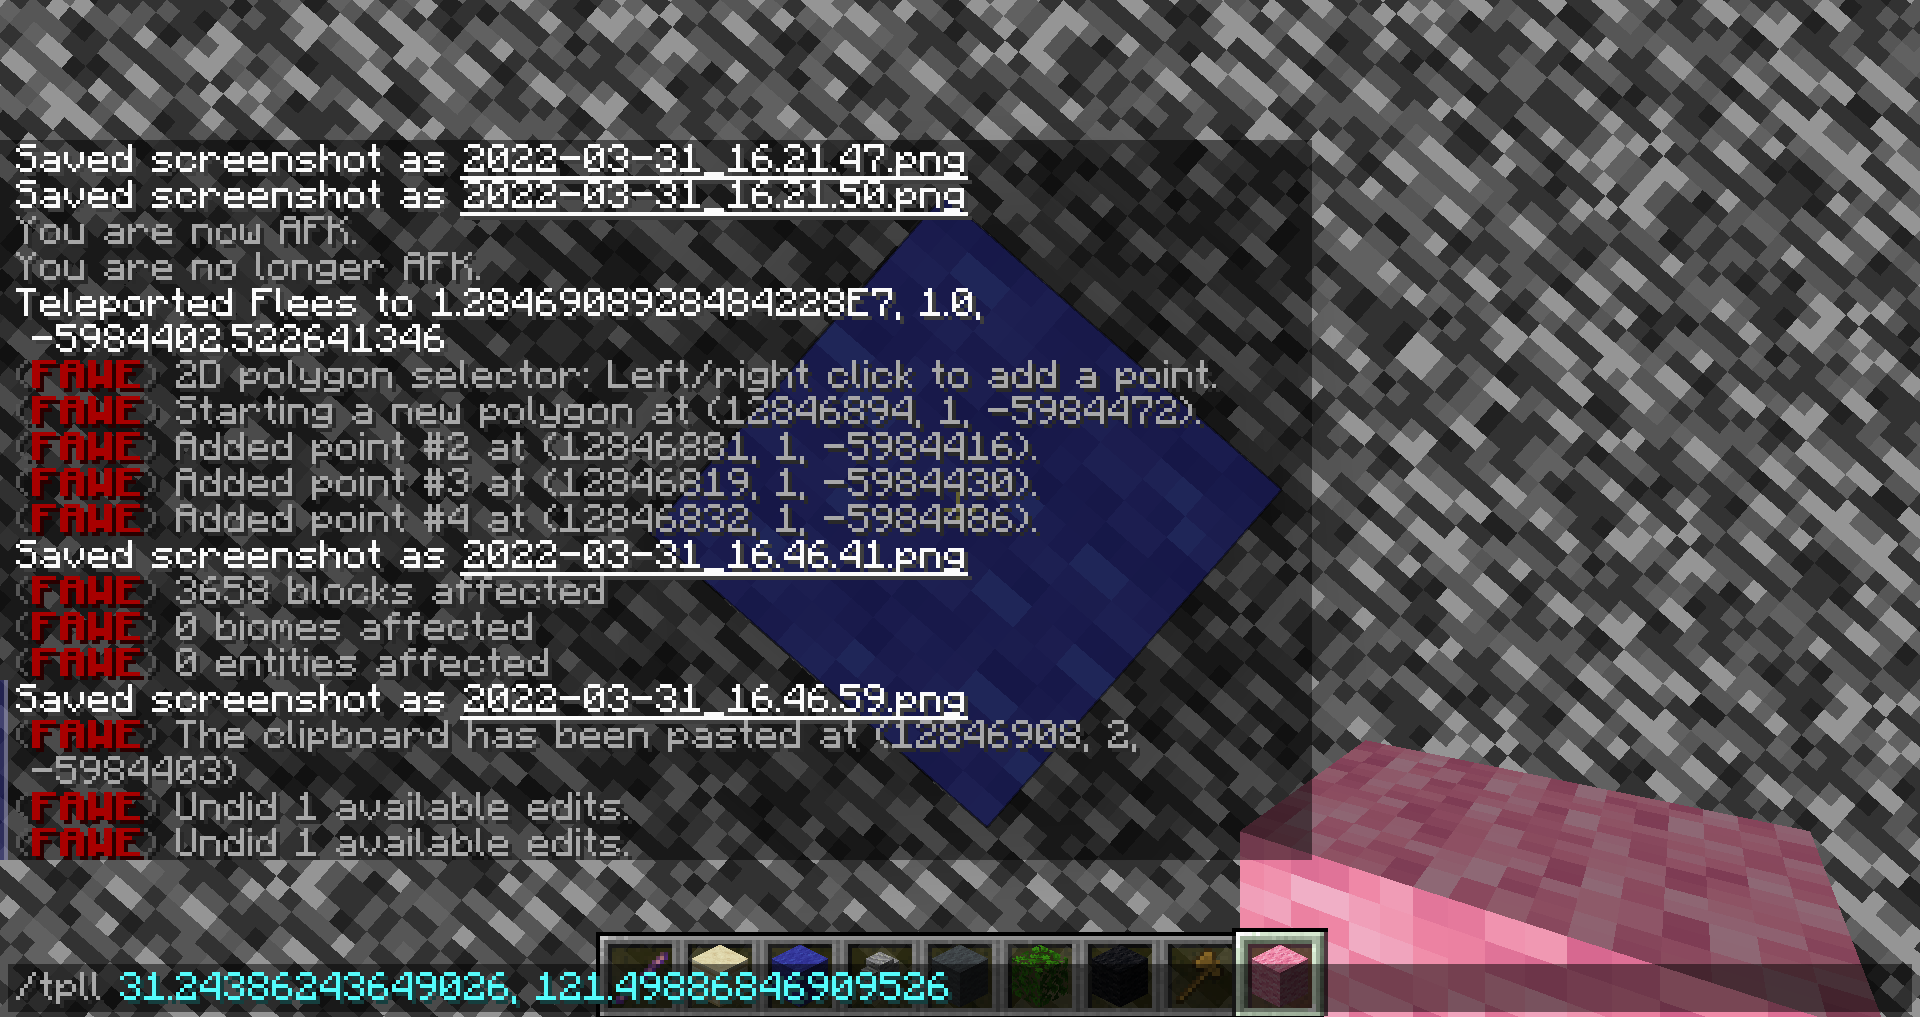 Saved screenshot as 2022-03-31_16.21.47.png
Saved screenshot as 2022-03-31_16.21.50.png
You are now AFK.
You are no longer AFK.
Teleported Flees to 1.2846908928484228E7, 1.0,
-5984402.522641346
(FAWE) 2D polygon selector: Left/right click to add a point.
(FAWE) Starting a new polygon at (12846894, 1, -5984472).
(FAWE) Added point #2 at (12846881, 1, -5984416).
(FAWE) Added point #3 at (12846819, 1, -5984430).
(FAWE) Added point #4 at (12846832, 1, -5984486).
Saved screenshot as 2022-03-31_16.46.41.png
(FAWE) 3658 blocks affected
(FAWE) 0 biomes affected
(FAWE) 0 entities affected
Saved screenshot as 2022-03-31_16.46.59.png
(FAWE) The clipboard has been pasted at (12846908, 2,
-5984403)
(FAWE) Undid 1 available edits.
(FAWE) Undid 1 available edits.
/tpll 31.24386243649026, 121.49886846909526